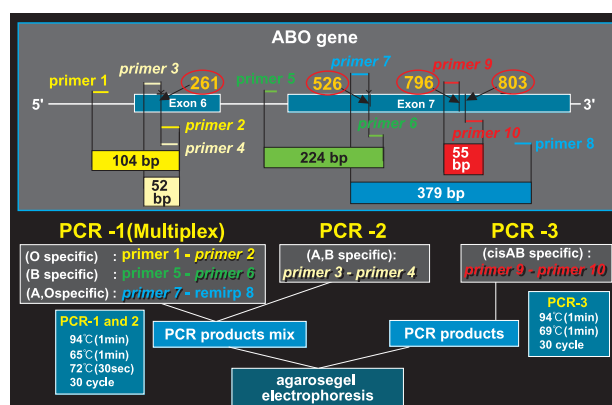 ABO gene
primer 7
primer 3
primer 9
primer 1
261
primer 5
526
796
803
5'
Exon 6
Exon 7
3'
primer 2
primer 6
primer 10
primer 4
primer 8
104 bp
224 bp
55
bp
52
bp
379 bp
PCR -1(Multiplex)
PCR -2
PCR -3
(O specific) : primer 1 - primer 2
(B specific) : primer 5 - primer 6
(A,Ospecific) : primer 7 - remirp 8
(A,B specific):
primer 3 - primer 4
(cisAB specific) :
primer 9 - primer 10
PCR-1 and 2
94℃(1min)
65℃(1min)
72℃(30sec)
30 cycle
PCR products mix
PCR products
PCR-3
94℃(1min)
69℃(1min)
30 cycle
agarosegel
electrophoresis